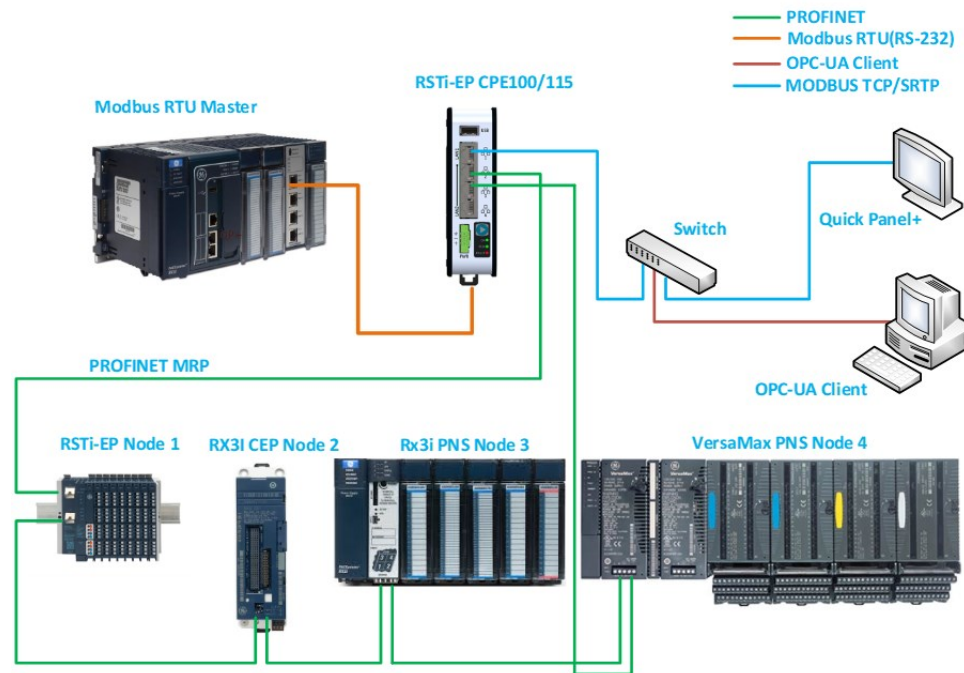 PROFINET
Modbus RTU(RS-232)
OPC-UA Client
MODBUS TCP/SRTP
RSTi-EP CPE100/115
Modbus RTU Master
Quick Panel+
Switch
OPC-UA Client
PROFINET MRP
RSTi-EP Node 1
RX3I CEP Node 2
Rx3i PNS Node 3
VersaMax PNS Node 4